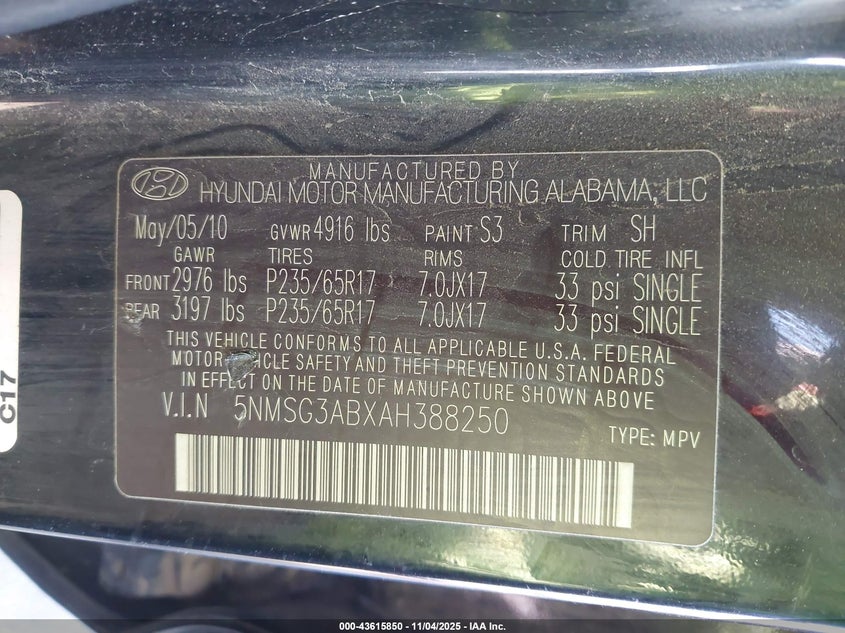 MANUFACTURED BY
HYUNDAI MOTOR MANUFACTURING ALABAMA, LLC
May/05/10 GVWR 4916 lbs PAINT S3 TRIM SH
GAWR TIRES RIMS COLD TIRE INFL
FRONT 2976 lbs P235/65R17 7.0JX17 33 psi SINGLE
REAR 3197 lbs P235/65R17 7.0JX17 33 psi SINGLE
THIS VEHICLE CONFORMS TO ALL APPLICABLE U.S.A. FEDERAL
MOTOR VEHICLE SAFETY AND THEFT PREVENTION STANDARDS
IN EFFECT ON THE DATE OF MANUFACTURE SHOWN ABOVE
V.I.N 5NMSG3ABXAH388250
TYPE: MPV
C17
000-43615850 - 11/04/2025 - IAA Inc.